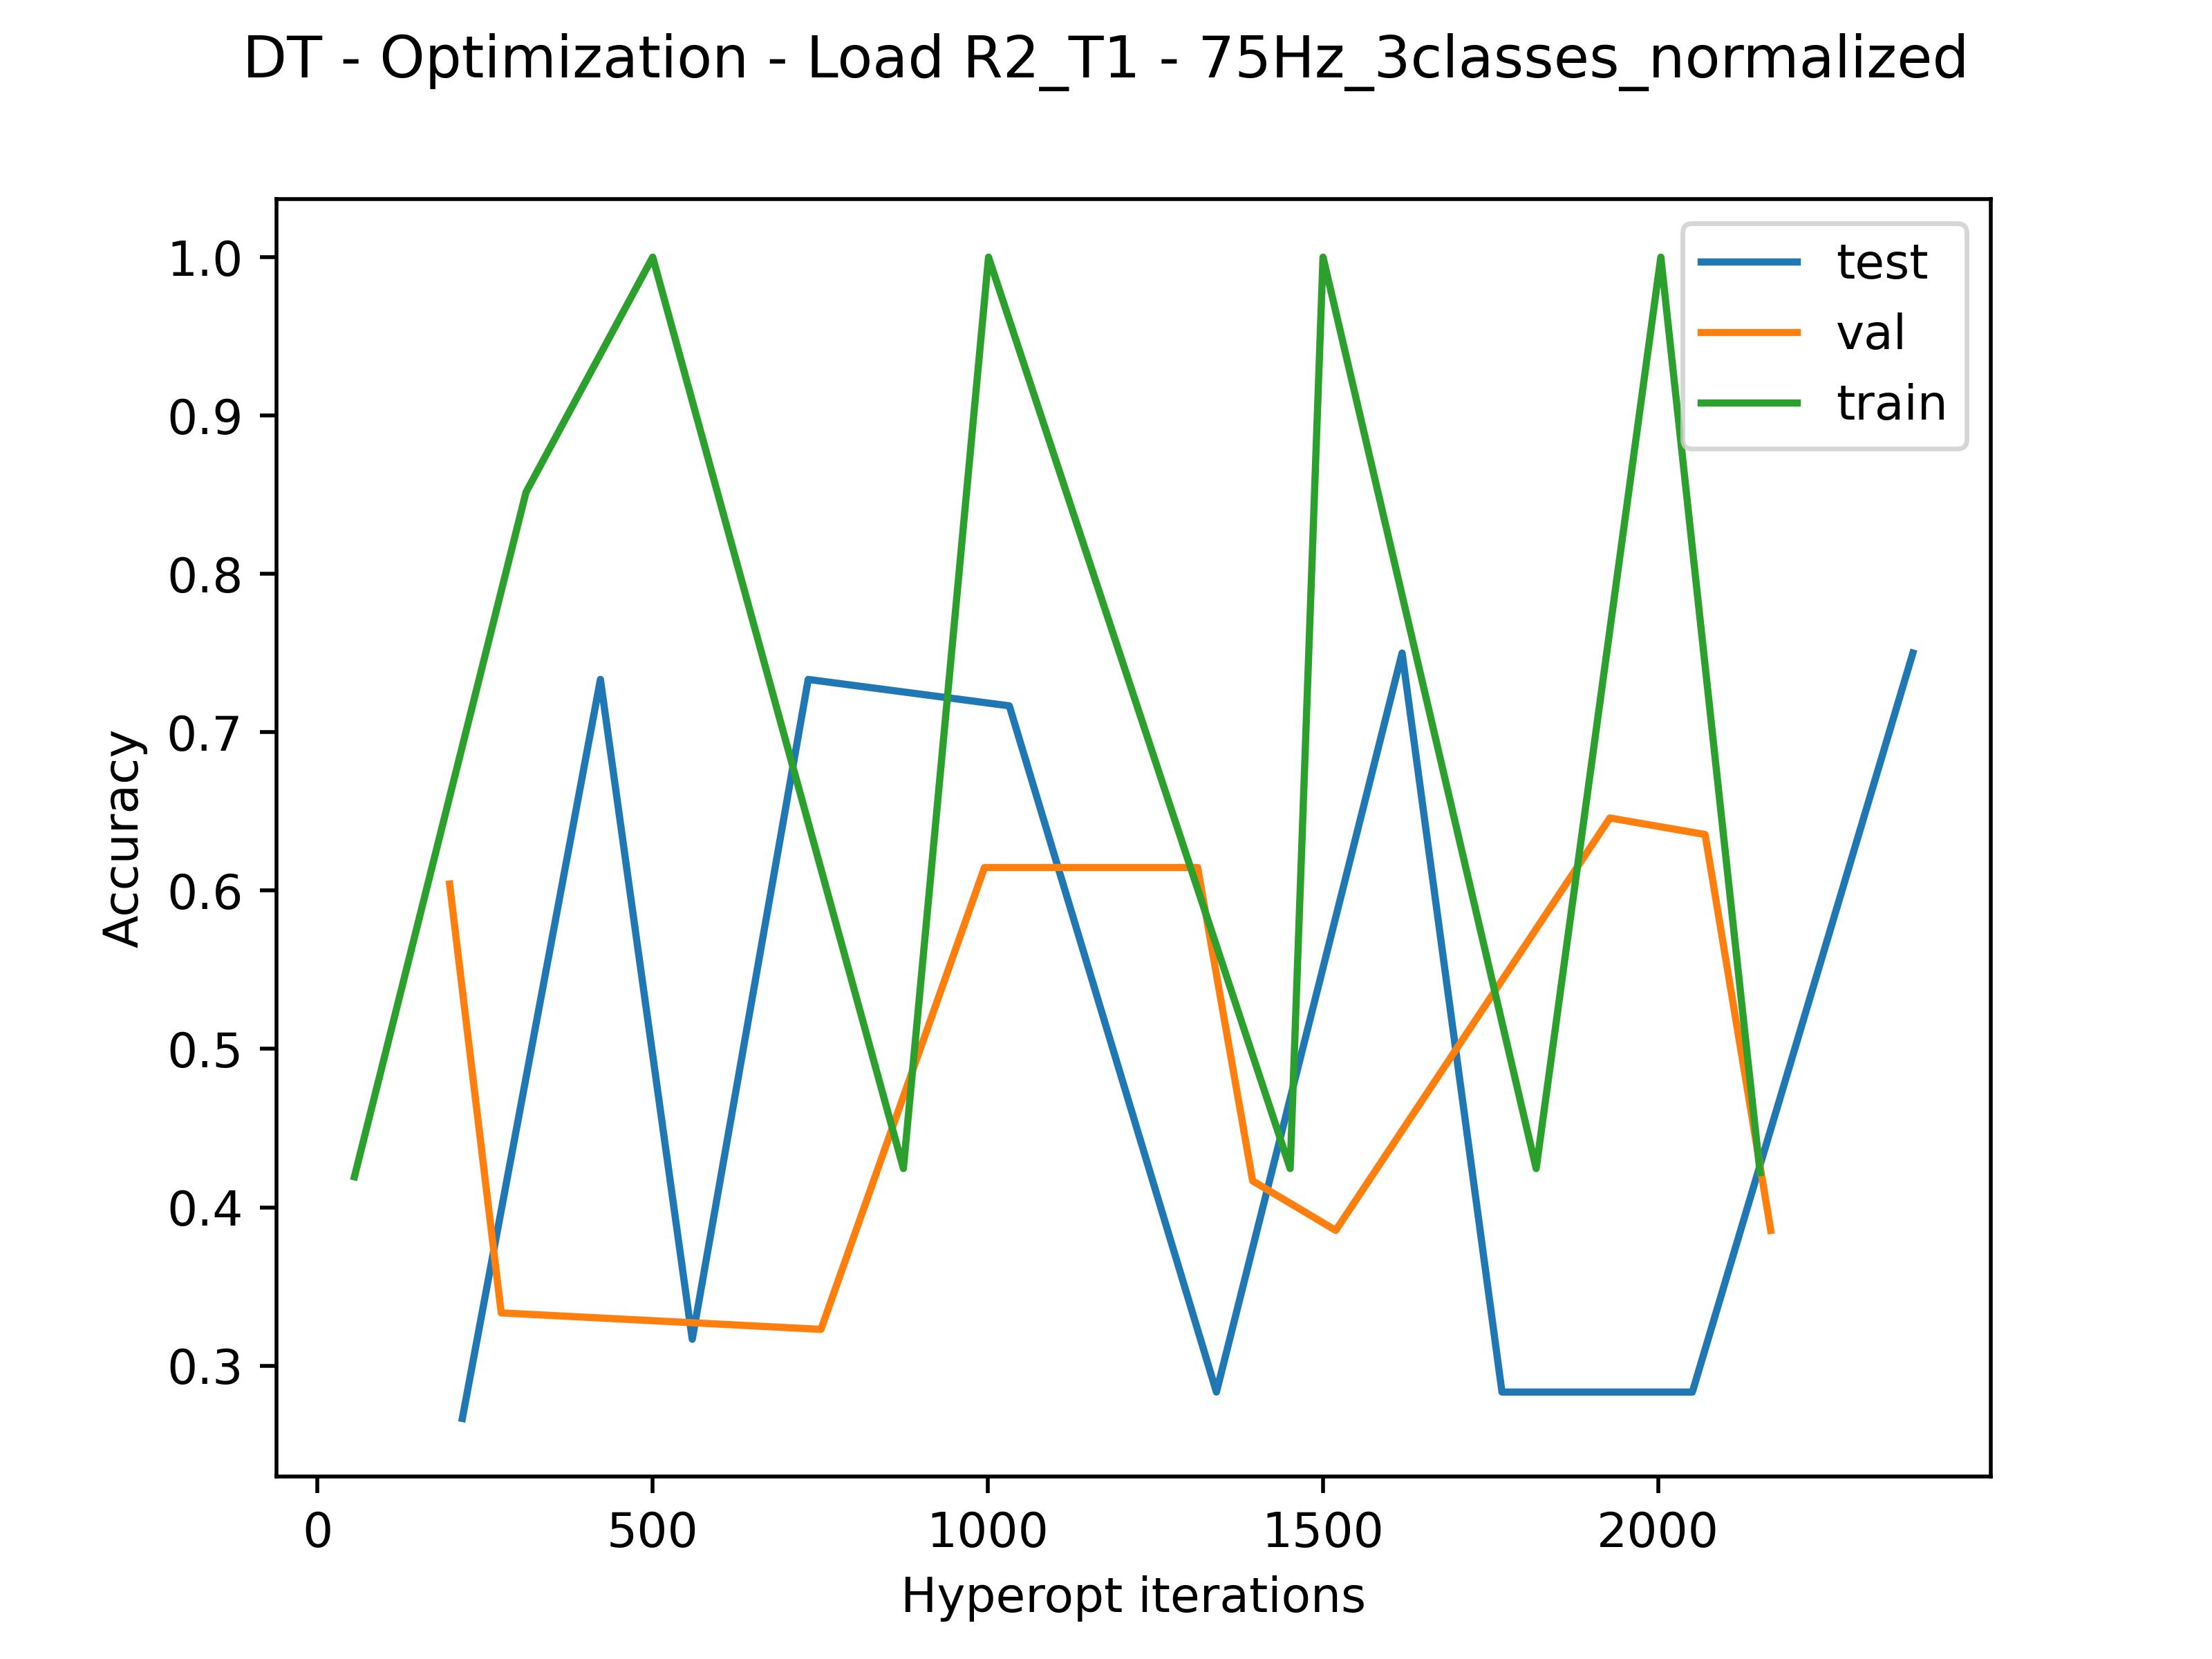 DT - Optimization - Load R2_T1 - 75Hz_3classes_normalized
1.0
0.9
0.8
0.7
0.6
0.5
0.4
0.3
Accuracy
test
val
train
0 500 1000 1500 2000
Hyperopt iterations